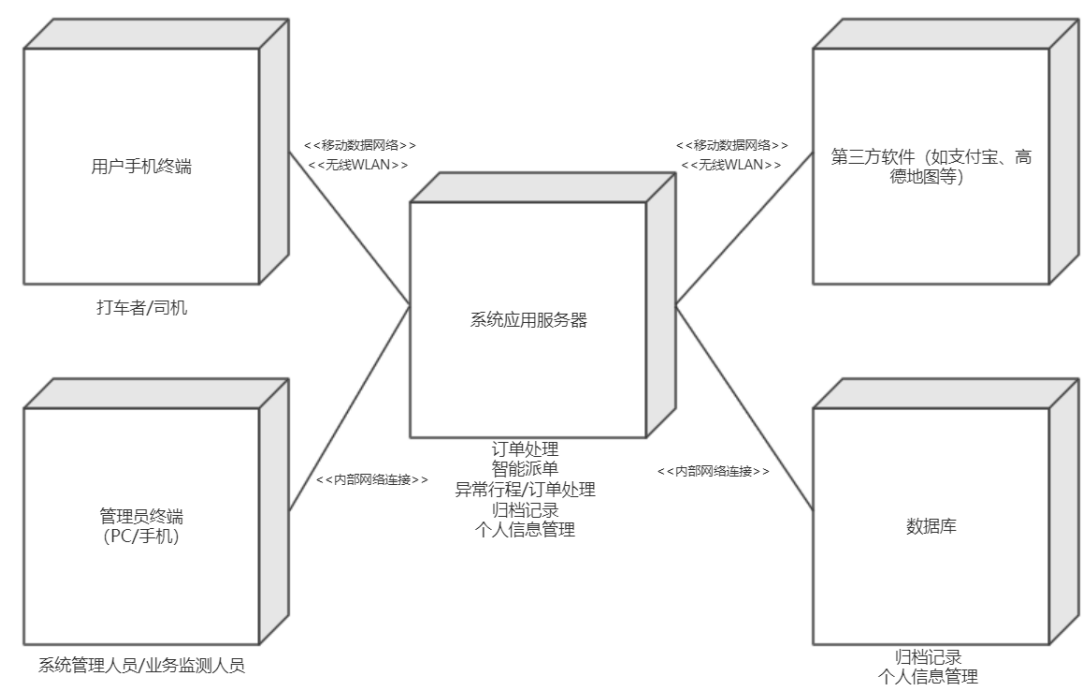 用户手机终端
打车者/司机
<<移动数据网络>>
<<无线WLAN>>
<<移动数据网络>>
<<无线WLAN>>
第三方软件（如支付宝、高
德地图等）
系统应用服务器
订单处理
智能派单
异常行程/订单处理
归档记录
个人信息管理
管理员终端
（PC/手机）
系统管理人员/业务监测人员
<<内部网络连接>>
<<内部网络连接>>
数据库
归档记录
个人信息管理